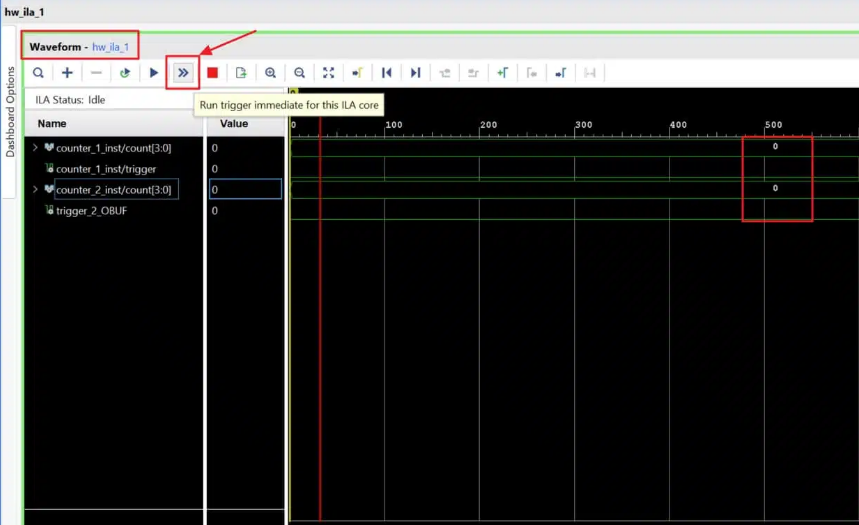 hw_ila_1
Waveform - hw_ila_1
Dashboard Options
ILA Status: Idle
Run trigger immediate for this ILA core
Name Value
0 100 200 300 400 500
counter_1_inst/count[3:0] 0 0
counter_1_inst/trigger 0
counter_2_inst/count[3:0] 0 0
trigger_2_OBUF 0